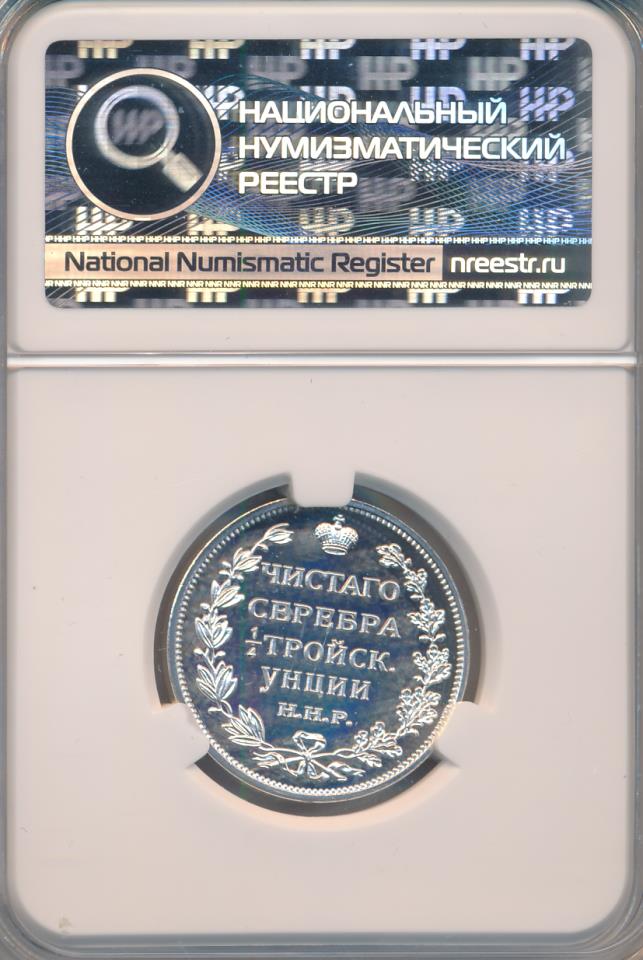 НАЦИОНАЛЬНЫЙ
НУМИЗМАТИЧЕСКИЙ
РЕЕСТР
National Numismatic Register nreestr.ru
ЧИСТАГО
СЕРЕБРА
½ ТРОЙСК.
УНЦИИ
Н.Н.Р.